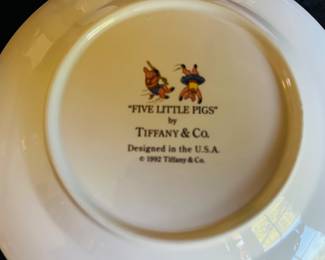 "FIVE LITTLE PIGS"
by
TIFFANY & CO.
Designed in the U.S.A.
© 1992 Tiffany & Co.